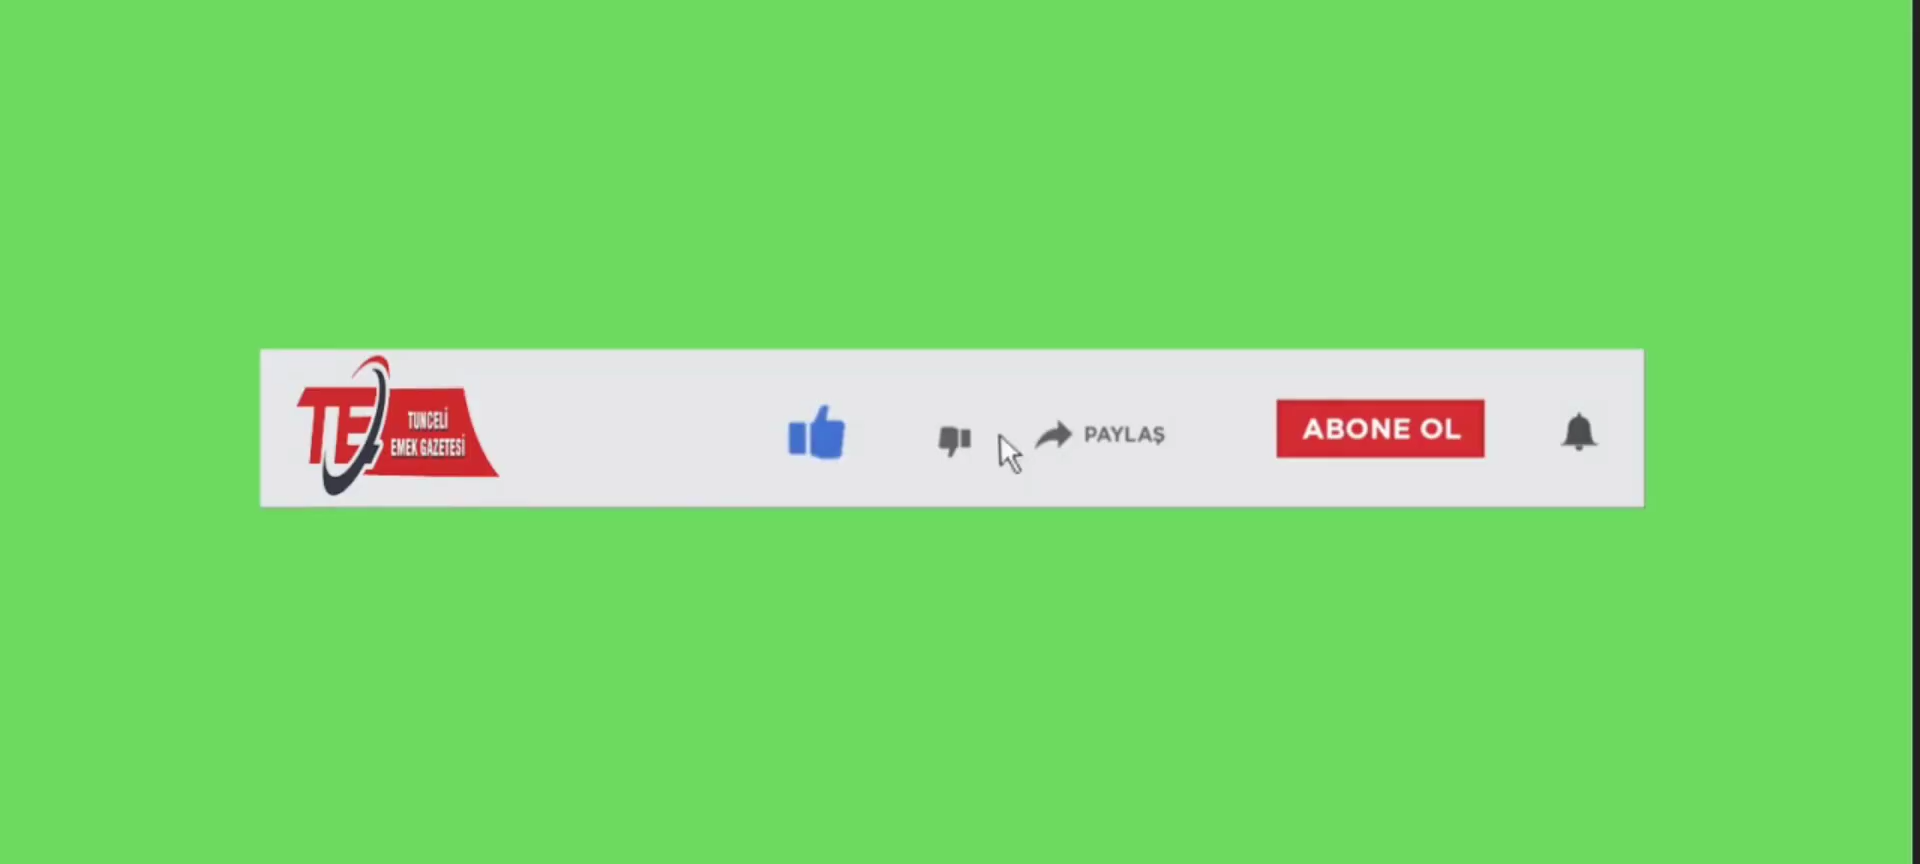 TE
TUNCELİ
EMEK GAZETESİ
PAYLAŞ
ABONE OL